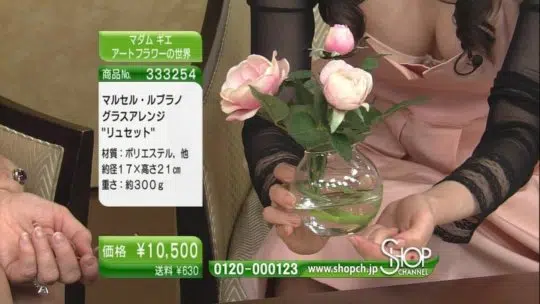 マダム ギエ
アートフラワーの世界
商品No. 333254
マルセル・ルブラノ
グラスアレンジ
"リュセット"
材質：ポリエステル、他
約径17×高さ21㎝
重さ：約300g
価格 ¥10,500
送料 ¥630
0120-000123 www.shopch.jp
SHOP
CHANNEL